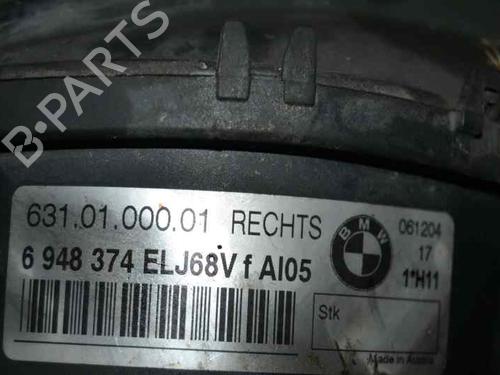 631.01.000.01 RECHTS
6 948 374 ELJ68V f AI05
BMW
061204
17
1*H11
Stk
Made in Austria
B-PARTS